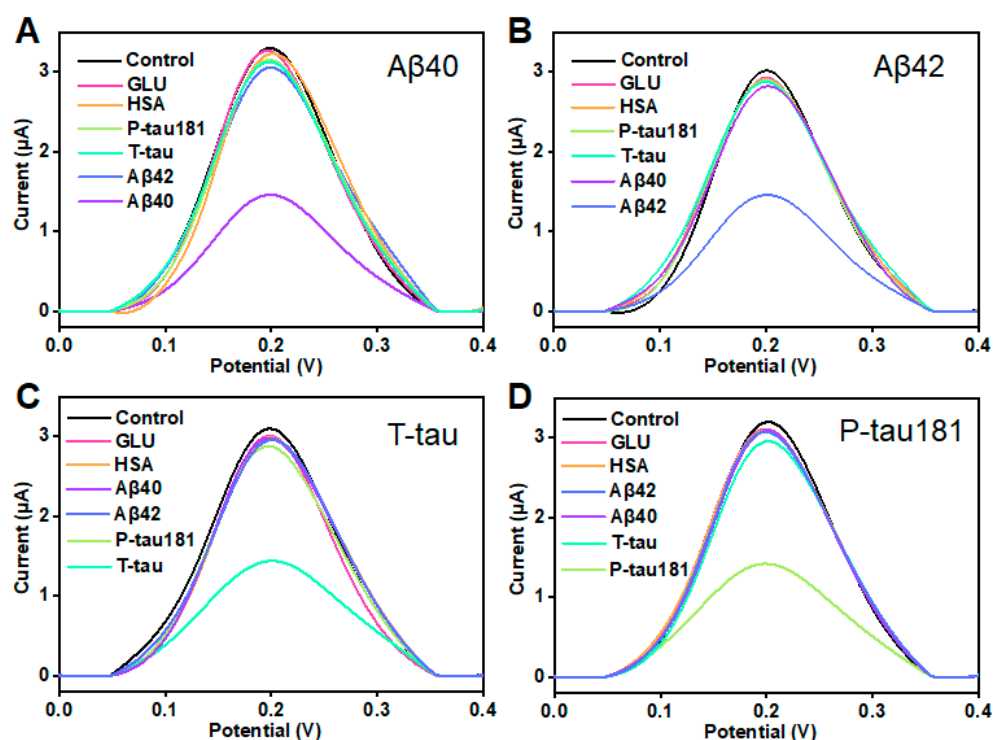 A
Control
GLU
HSA
P-tau181
T-tau
Aβ42
Aβ40
Aβ40
Current (μA)
3
2
1
0
0.0 0.1 0.2 0.3 0.4
Potential (V)
B
Control
GLU
HSA
P-tau181
T-tau
Aβ40
Aβ42
Aβ42
Current (μA)
3
2
1
0
0.0 0.1 0.2 0.3 0.4
Potential (V)
C
Control
GLU
HSA
Aβ40
Aβ42
P-tau181
T-tau
T-tau
Current (μA)
3
2
1
0
0.0 0.1 0.2 0.3 0.4
Potential (V)
D
Control
GLU
HSA
Aβ42
Aβ40
T-tau
P-tau181
P-tau181
Current (μA)
3
2
1
0
0.0 0.1 0.2 0.3 0.4
Potential (V)